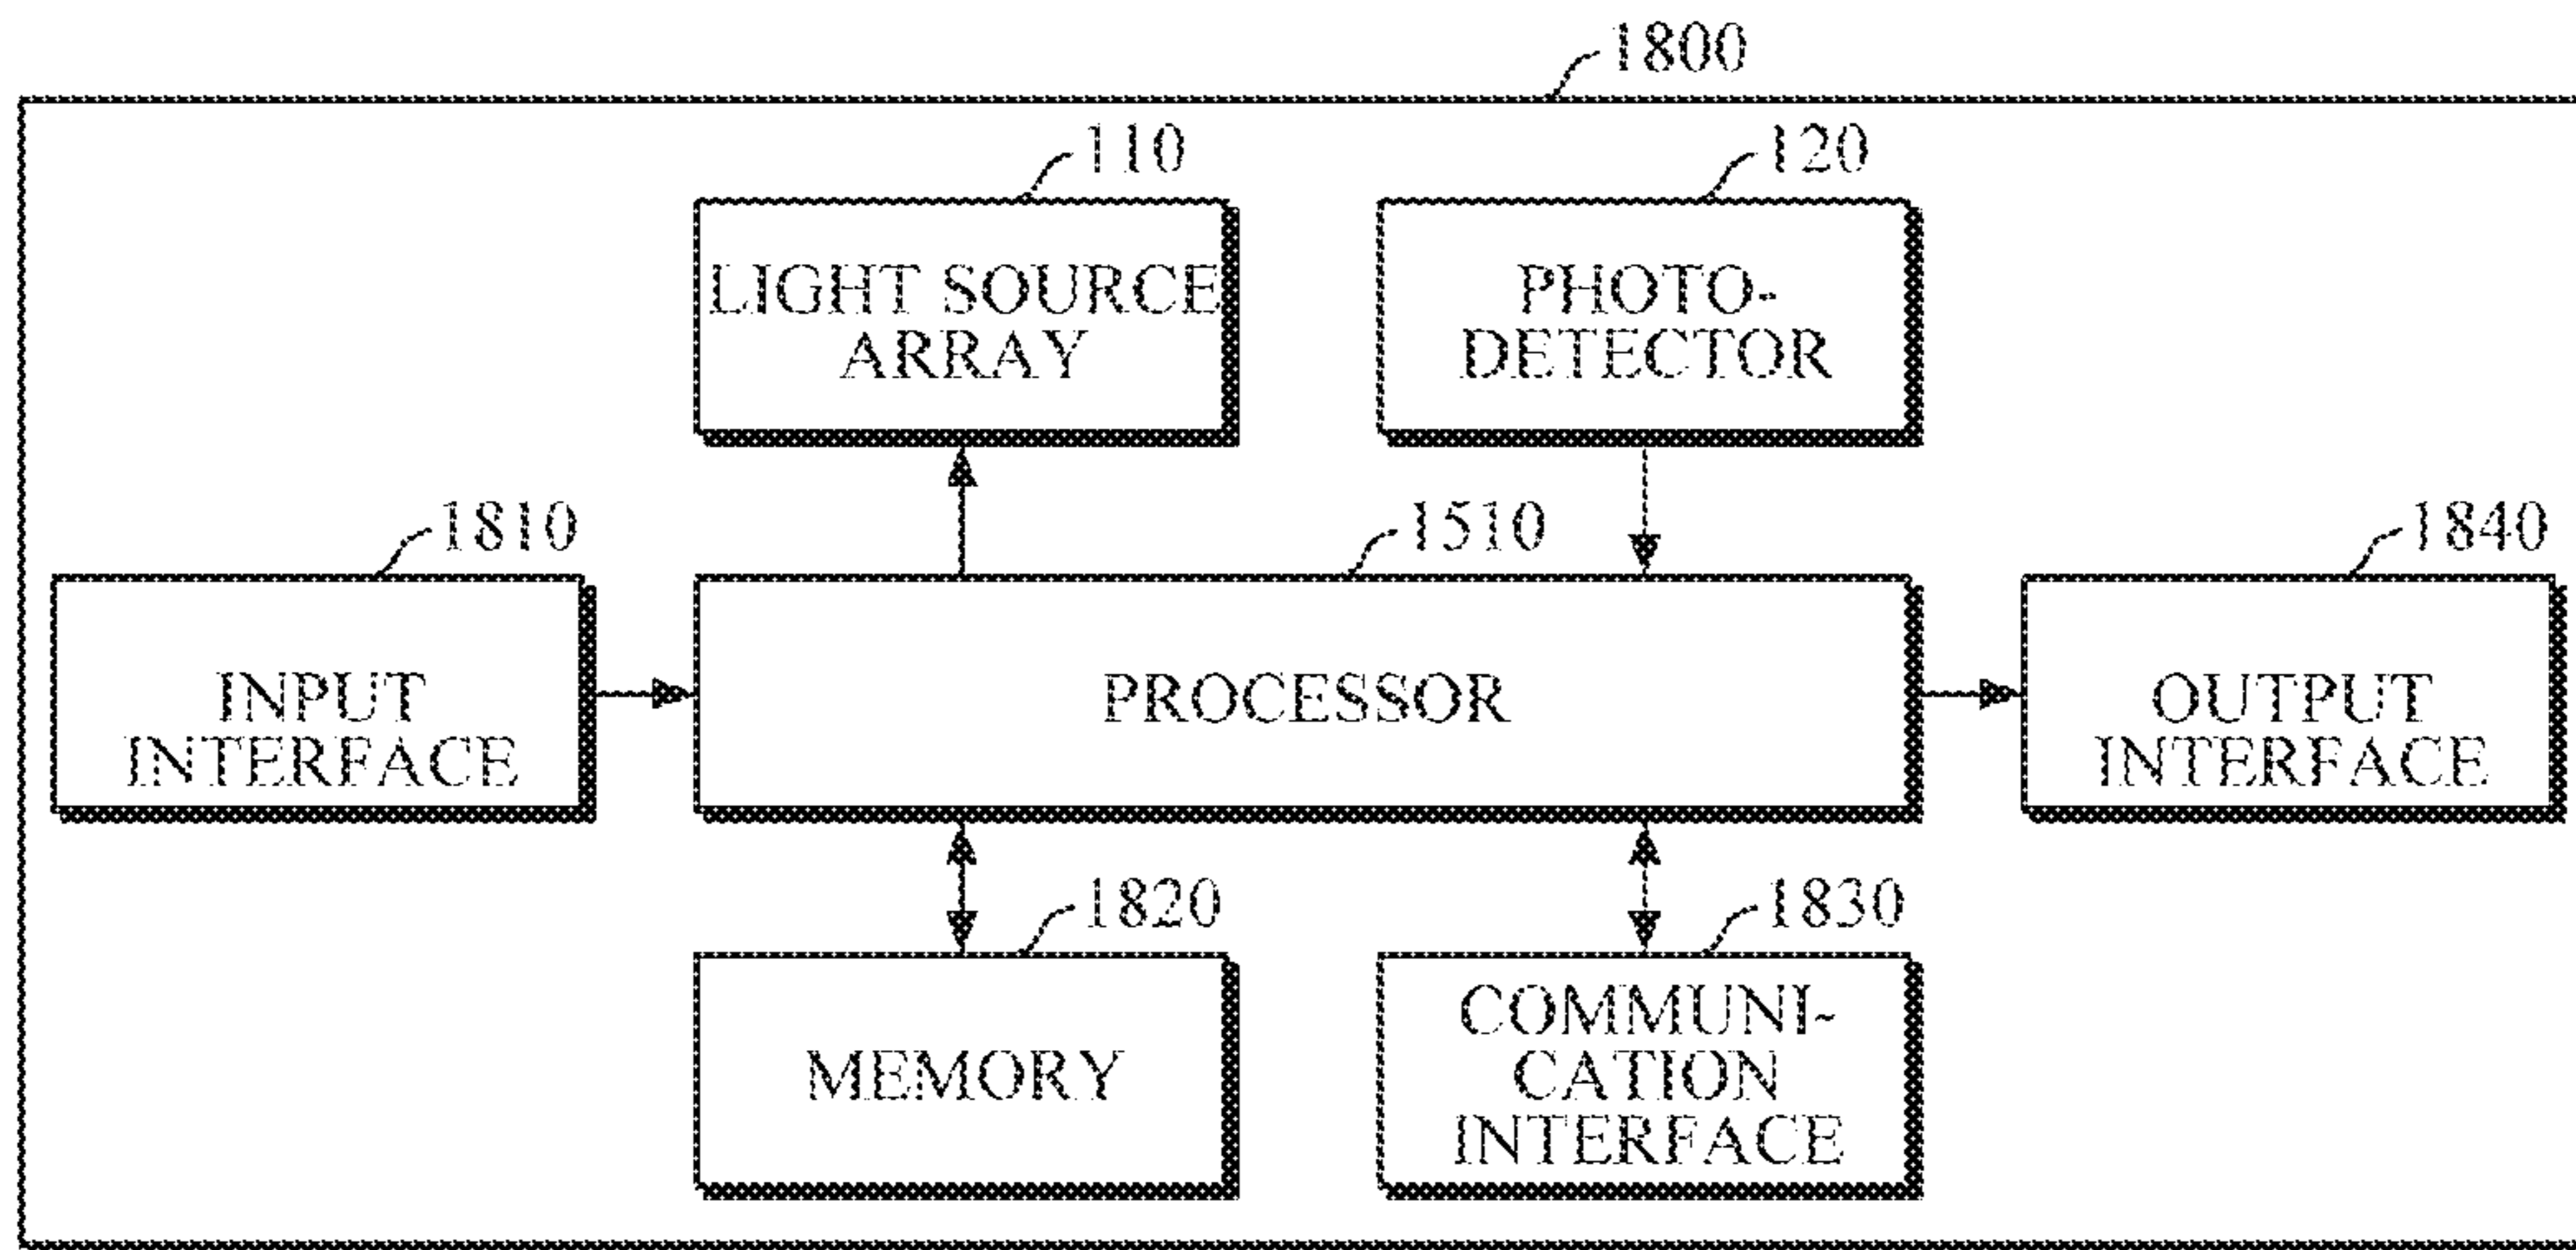 1800
110
120
LIGHT SOURCE
ARRAY
PHOTO-
DETECTOR
1810
1510
1840
INPUT
INTERFACE
PROCESSOR
OUTPUT
INTERFACE
1820
1830
MEMORY
COMMUNI-
CATION
INTERFACE